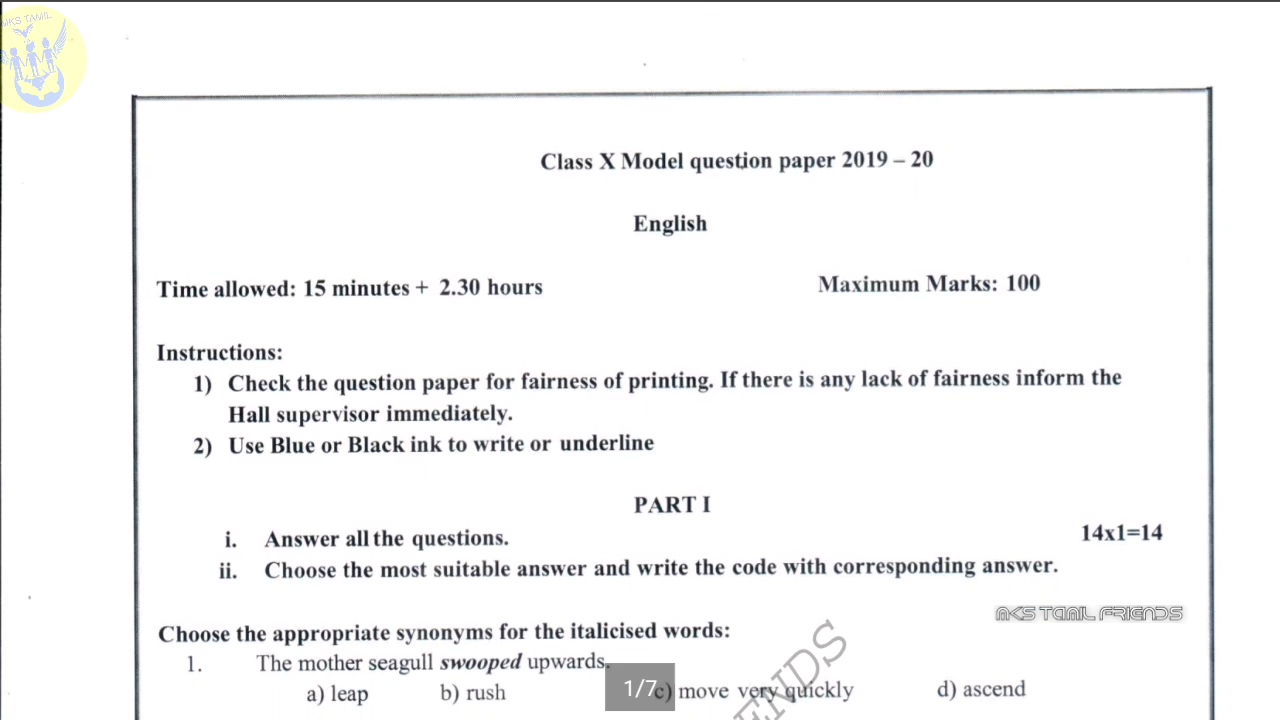 MKS TAMIL
Class X Model question paper 2019 – 20
English
Time allowed: 15 minutes + 2.30 hours Maximum Marks: 100
Instructions:
1) Check the question paper for fairness of printing. If there is any lack of fairness inform the
Hall supervisor immediately.
2) Use Blue or Black ink to write or underline
PART I
i. Answer all the questions. 14x1=14
ii. Choose the most suitable answer and write the code with corresponding answer.
MKS TAMIL FRIENDS
Choose the appropriate synonyms for the italicised words:
1. The mother seagull swooped upwards.
a) leap b) rush c) move very quickly d) ascend
1/7